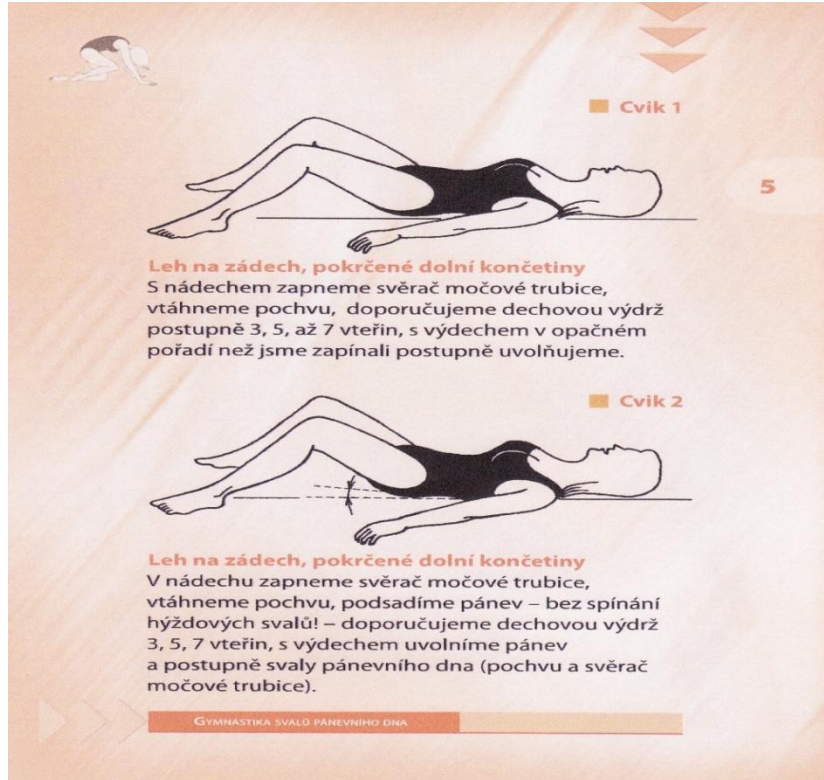 Cvik 1
5
Leh na zádech, pokrčené dolní končetiny
S nádechem zapneme svěrač močové trubice,
vtáhneme pochvu, doporučujeme dechovou výdrž
postupně 3, 5, až 7 vteřin, s výdechem v opačném
pořadí než jsme zapínali postupně uvolňujeme.
Cvik 2
Leh na zádech, pokrčené dolní končetiny
V nádechu zapneme svěrač močové trubice,
vtáhneme pochvu, podsadíme pánev – bez spínání
hýžďových svalů! – doporučujeme dechovou výdrž
3, 5, 7 vteřin, s výdechem uvolníme pánev
a postupně svaly pánevního dna (pochvu a svěrač
močové trubice).
GYMNASTIKA SVALŮ PÁNEVNÍHO DNA